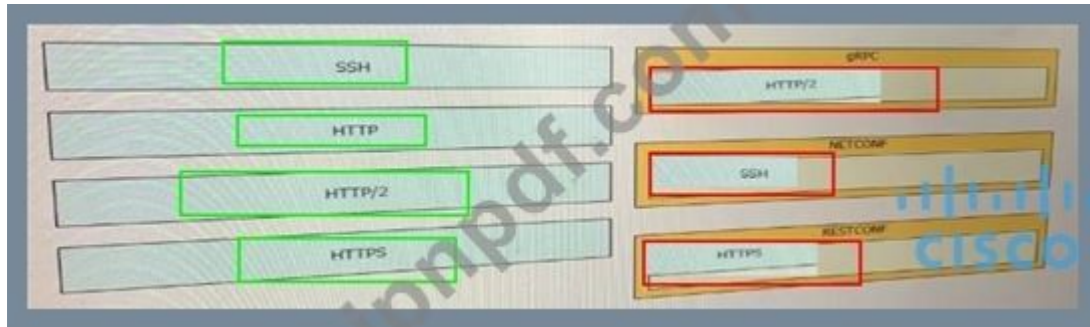 SSH
HTTP
HTTP/2
HTTPS
gRPC
HTTP/2
NETCONF
SSH
RESTCONF
HTTPS
CISCO